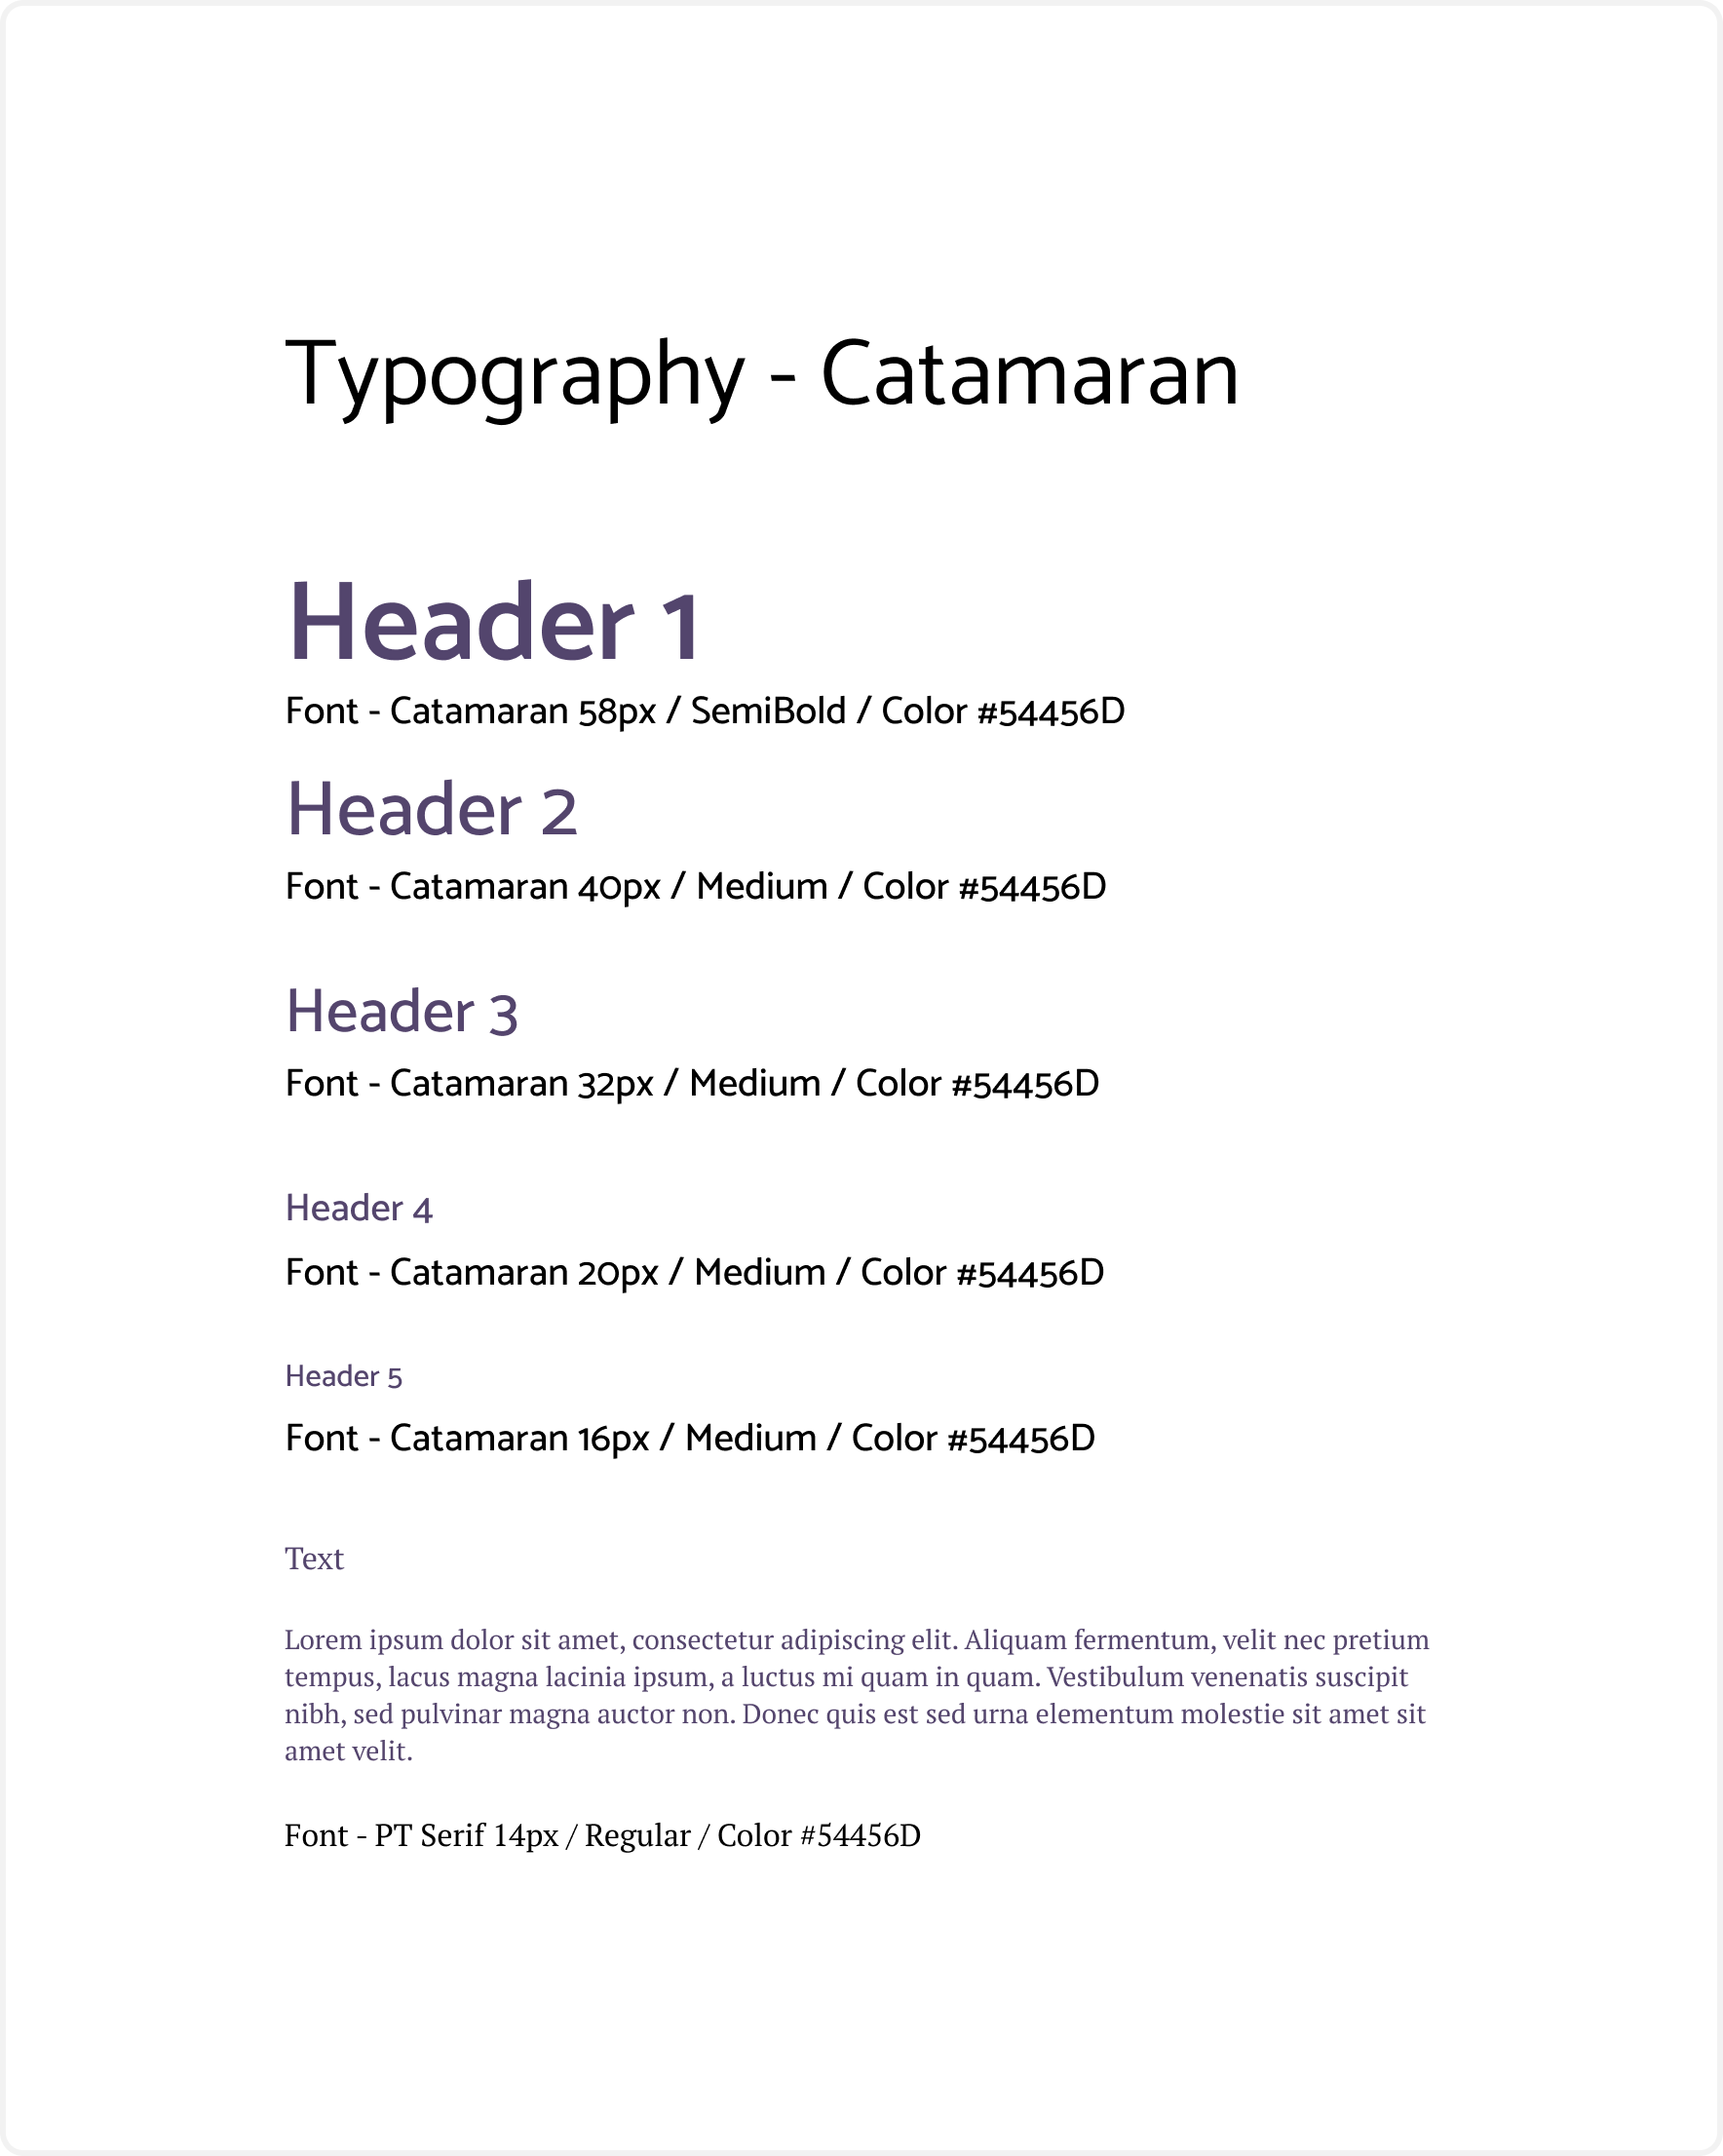 Typography - Catamaran
Header 1
Font - Catamaran 58px / SemiBold / Color #54456D
Header 2
Font - Catamaran 40px / Medium / Color #54456D
Header 3
Font - Catamaran 32px / Medium / Color #54456D
Header 4
Font - Catamaran 20px / Medium / Color #54456D
Header 5
Font - Catamaran 16px / Medium / Color #54456D
Text
Lorem ipsum dolor sit amet, consectetur adipiscing elit. Aliquam fermentum, velit nec pretium
tempus, lacus magna lacinia ipsum, a luctus mi quam in quam. Vestibulum venenatis suscipit
nibh, sed pulvinar magna auctor non. Donec quis est sed urna elementum molestie sit amet sit
amet velit.
Font - PT Serif 14px / Regular / Color #54456D